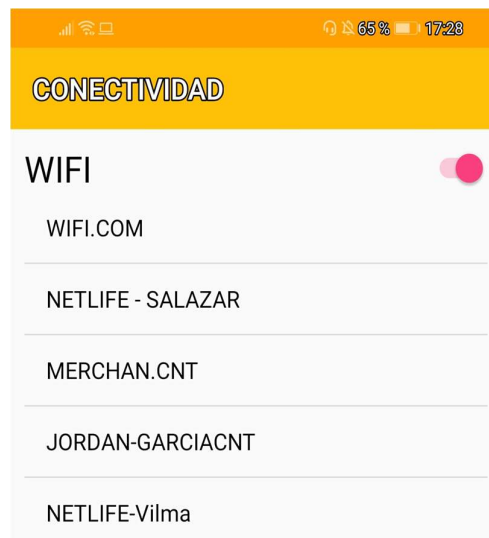 65 % 17:28
CONECTIVIDAD
WIFI
WIFI.COM
NETLIFE - SALAZAR
MERCHAN.CNT
JORDAN-GARCIACNT
NETLIFE-Vilma